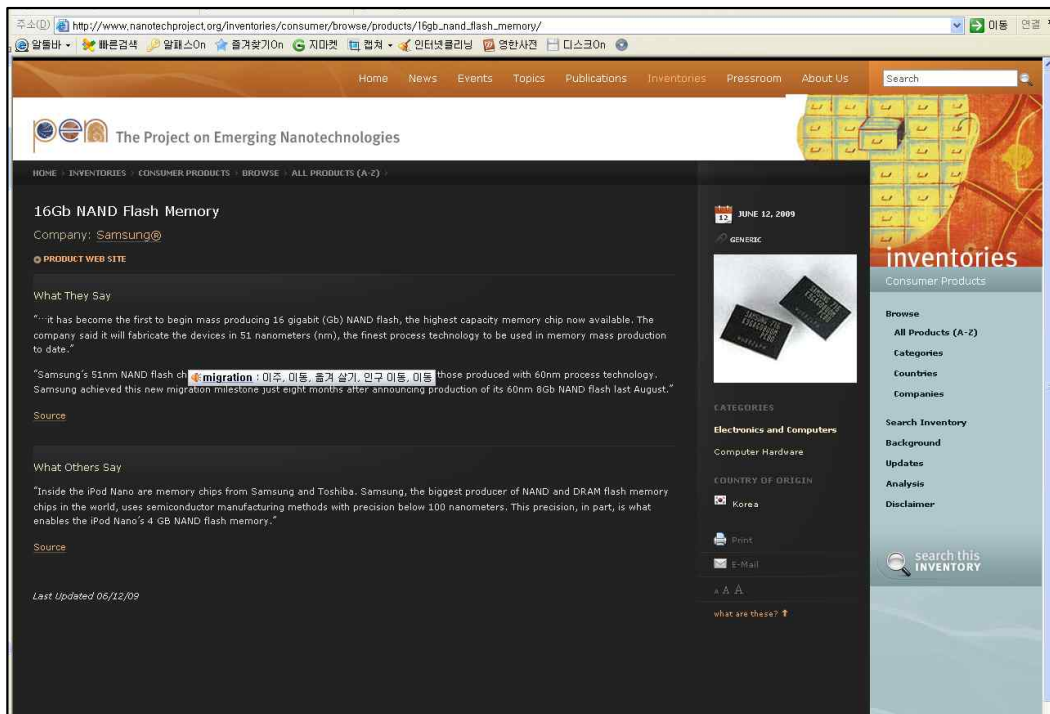 주소(D) http://www.nanotechproject.org/inventories/consumer/browse/products/16gb_nand_flash_memory/ 이동 연결
알툴바 빠른검색 알패스On 즐겨찾기On G 지마켓 캡쳐 인터넷클리닝 영한사전 디스크On
Home News Events Topics Publications Inventories Pressroom About Us Search
pen The Project on Emerging Nanotechnologies
HOME › INVENTORIES › CONSUMER PRODUCTS › BROWSE › ALL PRODUCTS (A-Z) ›
16Gb NAND Flash Memory
Company: Samsung®
PRODUCT WEB SITE
What They Say
"…it has become the first to begin mass producing 16 gigabit (Gb) NAND flash, the highest capacity memory chip now available. The
company said it will fabricate the devices in 51 nanometers (nm), the finest process technology to be used in memory mass production
to date."
"Samsung's 51nm NAND flash ch migration : 이주, 이동, 옮겨 살기, 인구 이동, 이동 those produced with 60nm process technology.
Samsung achieved this new migration milestone just eight months after announcing production of its 60nm 8Gb NAND flash last August."
Source
What Others Say
"Inside the iPod Nano are memory chips from Samsung and Toshiba. Samsung, the biggest producer of NAND and DRAM flash memory
chips in the world, uses semiconductor manufacturing methods with precision below 100 nanometers. This precision, in part, is what
enables the iPod Nano's 4 GB NAND flash memory."
Source
Last Updated 06/12/09
12 JUNE 12, 2009
GENERIC
CATEGORIES
Electronics and Computers
Computer Hardware
COUNTRY OF ORIGIN
Korea
Print
E-Mail
A A A
what are these?
inventories
Consumer Products
Browse
All Products (A-Z)
Categories
Countries
Companies
Search Inventory
Background
Updates
Analysis
Disclaimer
search this
INVENTORY